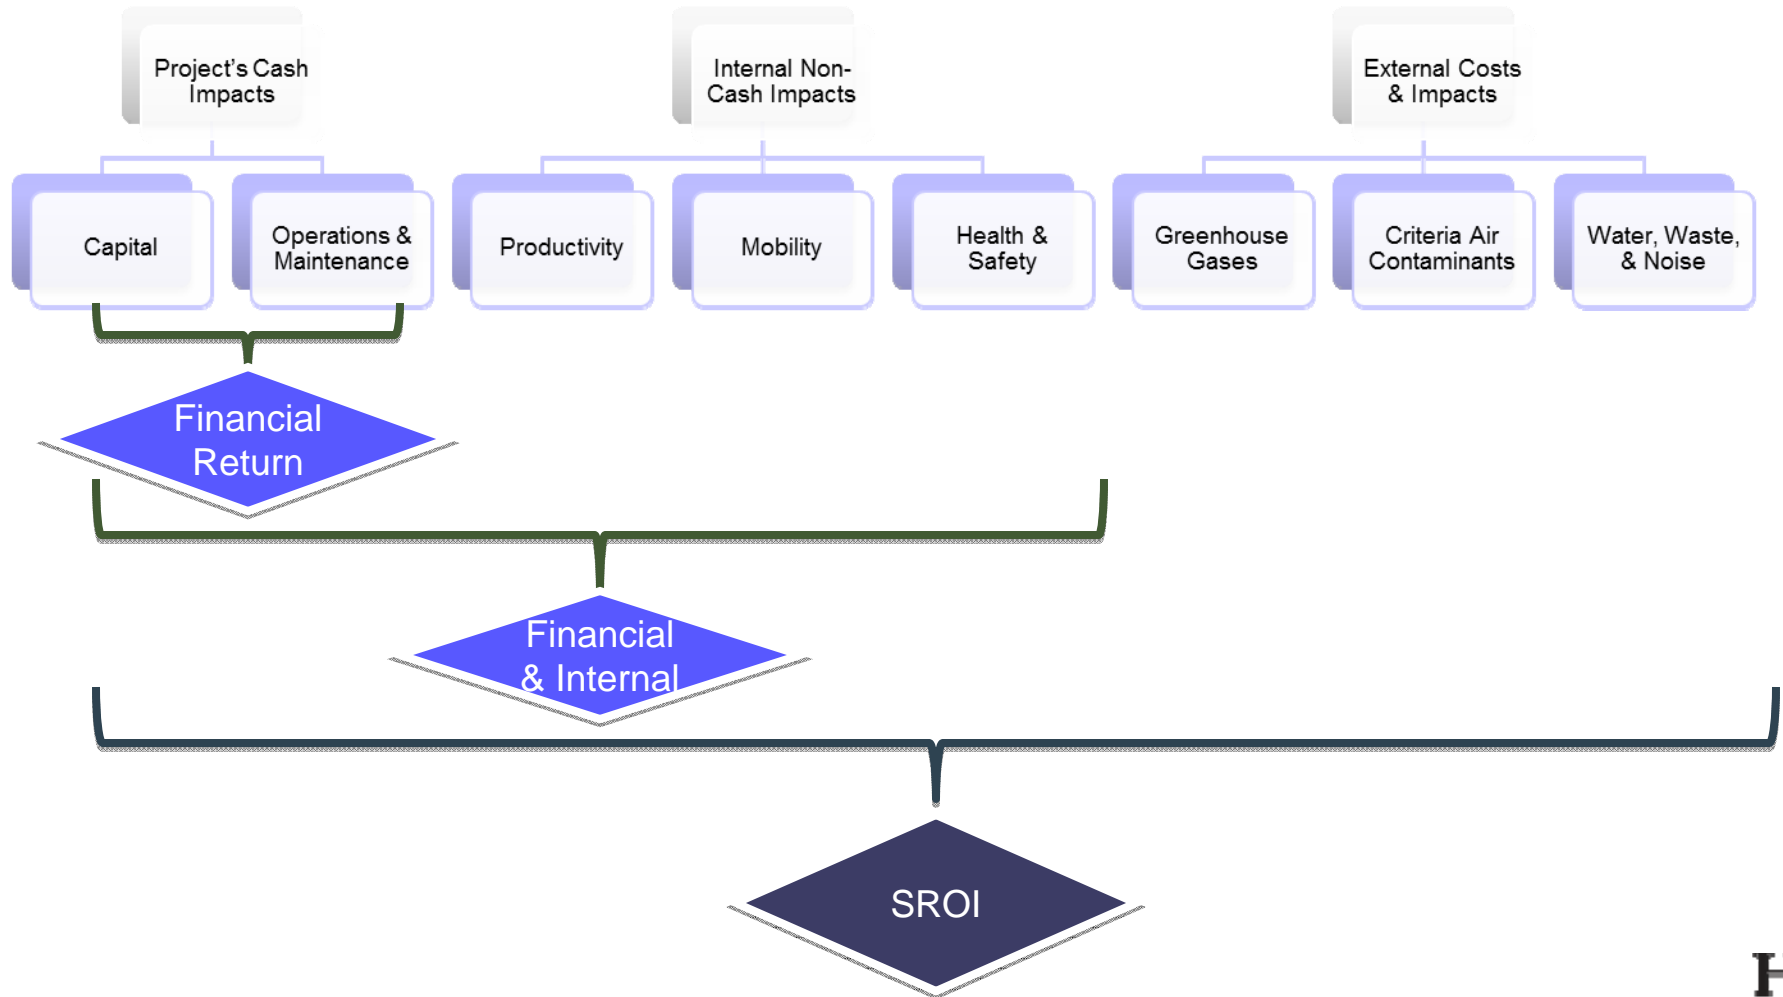 Project's Cash
Impacts
Internal Non-
Cash Impacts
External Costs
& Impacts
Capital
Operations &
Maintenance
Productivity
Mobility
Health &
Safety
Greenhouse
Gases
Criteria Air
Contaminants
Water, Waste,
& Noise
Financial
Return
Financial
& Internal
SROI